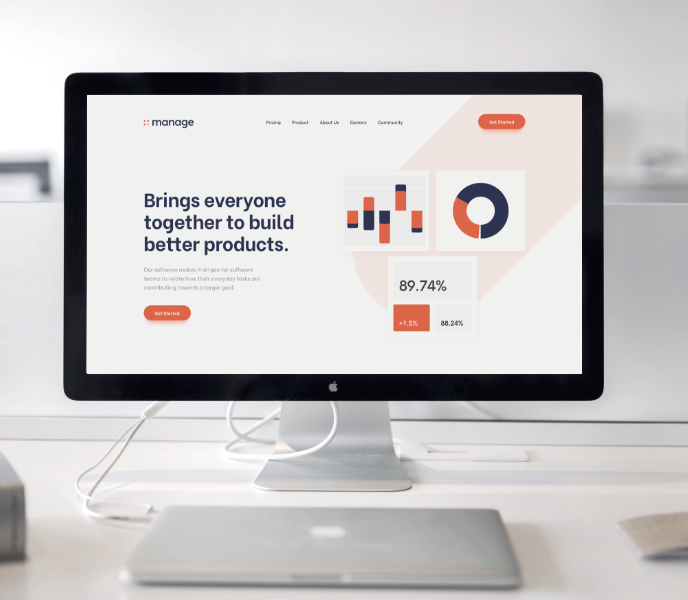 manage
Pricing Product About Us Careers Community
Get Started
Brings everyone
together to build
better products.
Our software makes it simple for software
teams to relate how their everyday tasks are
contributing towards a larger goal.
Get Started
89.74%
+1.5% 88.24%